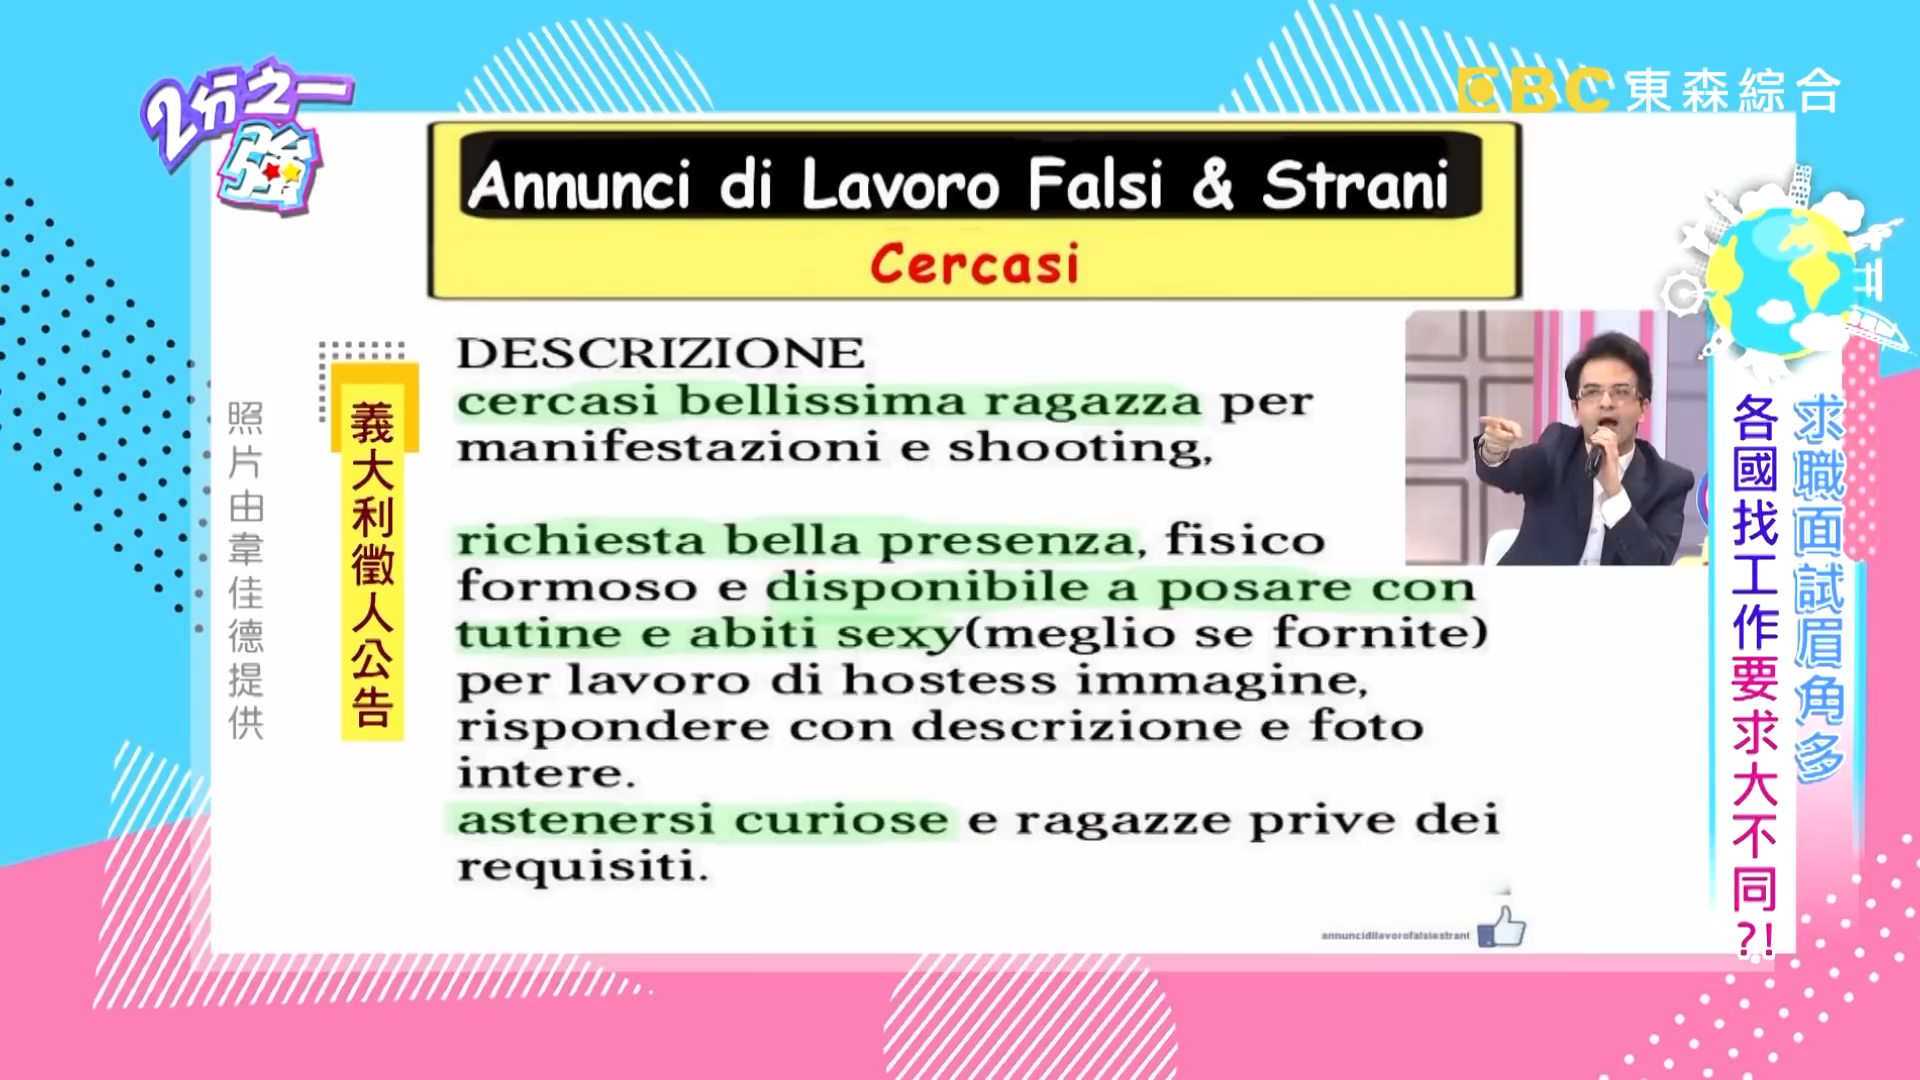 2分之一強
EBC 東森綜合
Annunci di Lavoro Falsi & Strani
Cercasi
DESCRIZIONE
cercasi bellissima ragazza per
manifestazioni e shooting,
richiesta bella presenza, fisico
formoso e disponibile a posare con
tutine e abiti sexy(meglio se fornite)
per lavoro di hostess immagine,
rispondere con descrizione e foto
intere.
astenersi curiose e ragazze prive dei
requisiti.
annuncidilavorofalsiestrani
義大利徵人公告
照片由韋佳德提供
求職面試眉角多
各國找工作要求大不同?!